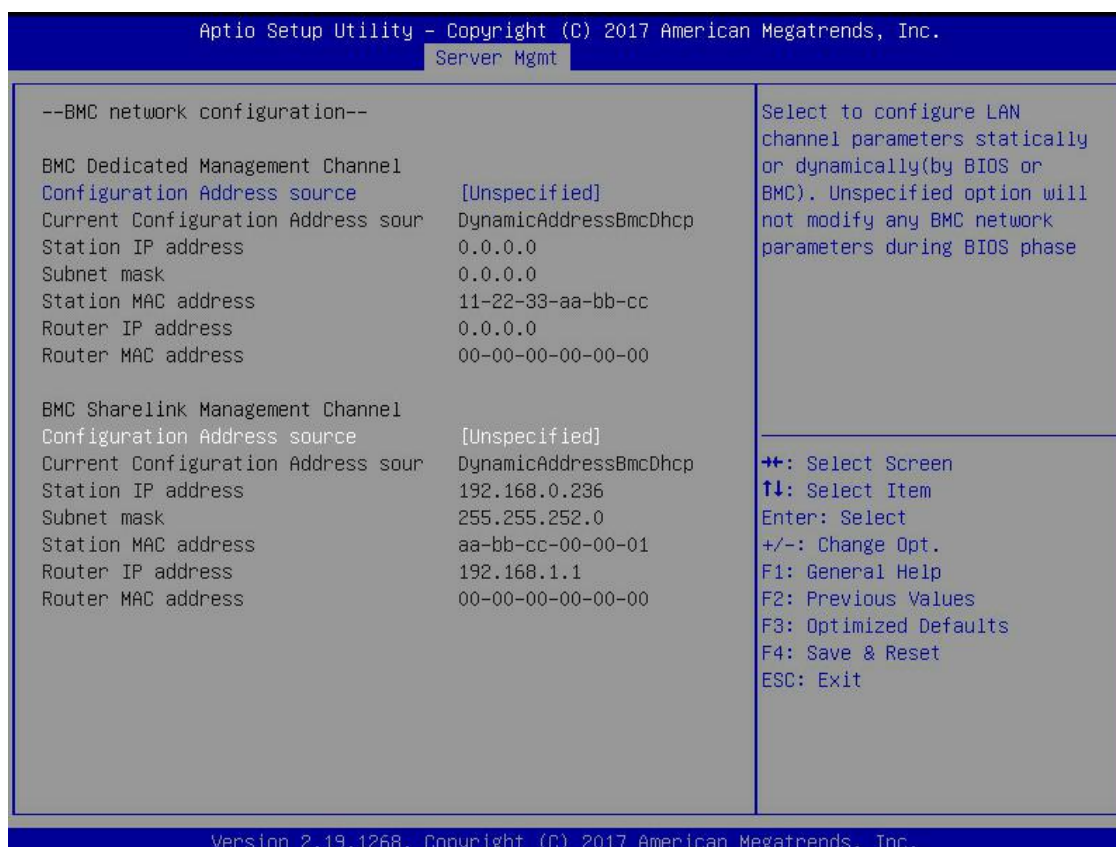 Aptio Setup Utility – Copyright (C) 2017 American Megatrends, Inc.
Server Mgmt
--BMC network configuration--
BMC Dedicated Management Channel
Configuration Address source [Unspecified]
Current Configuration Address sour DynamicAddressBmcDhcp
Station IP address 0.0.0.0
Subnet mask 0.0.0.0
Station MAC address 11-22-33-aa-bb-cc
Router IP address 0.0.0.0
Router MAC address 00-00-00-00-00-00
BMC Sharelink Management Channel
Configuration Address source [Unspecified]
Current Configuration Address sour DynamicAddressBmcDhcp
Station IP address 192.168.0.236
Subnet mask 255.255.252.0
Station MAC address aa-bb-cc-00-00-01
Router IP address 192.168.1.1
Router MAC address 00-00-00-00-00-00
Select to configure LAN
channel parameters statically
or dynamically(by BIOS or
BMC). Unspecified option will
not modify any BMC network
parameters during BIOS phase
→←: Select Screen
↑↓: Select Item
Enter: Select
+/-: Change Opt.
F1: General Help
F2: Previous Values
F3: Optimized Defaults
F4: Save & Reset
ESC: Exit
Version 2.19.1268. Copyright (C) 2017 American Megatrends, Inc.